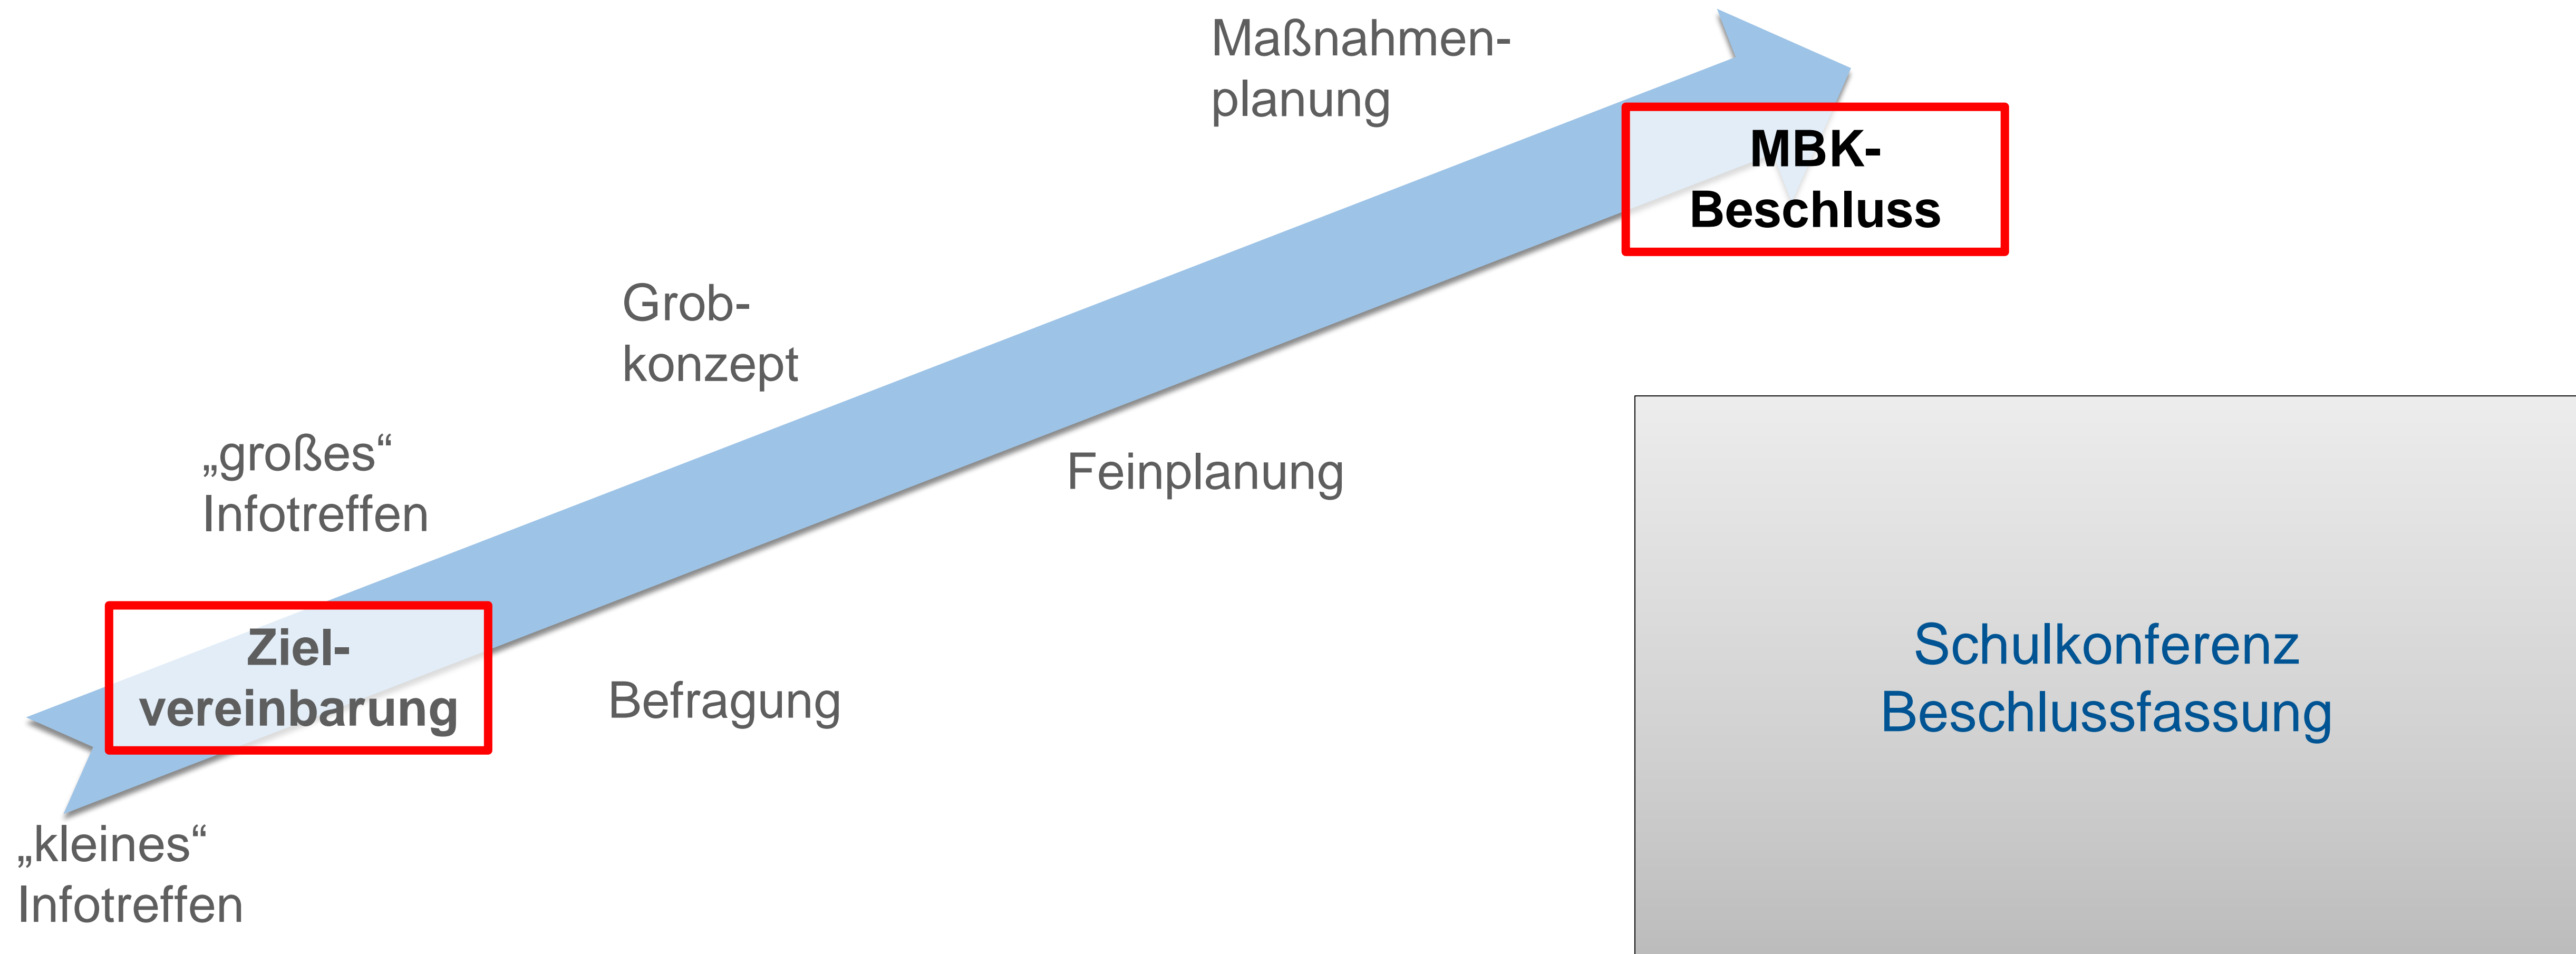 Maßnahmen-
planung
MBK-
Beschluss
Grob-
konzept
„großes“
Infotreffen
Feinplanung
Ziel-
vereinbarung
Befragung
Schulkonferenz
Beschlussfassung
„kleines“
Infotreffen